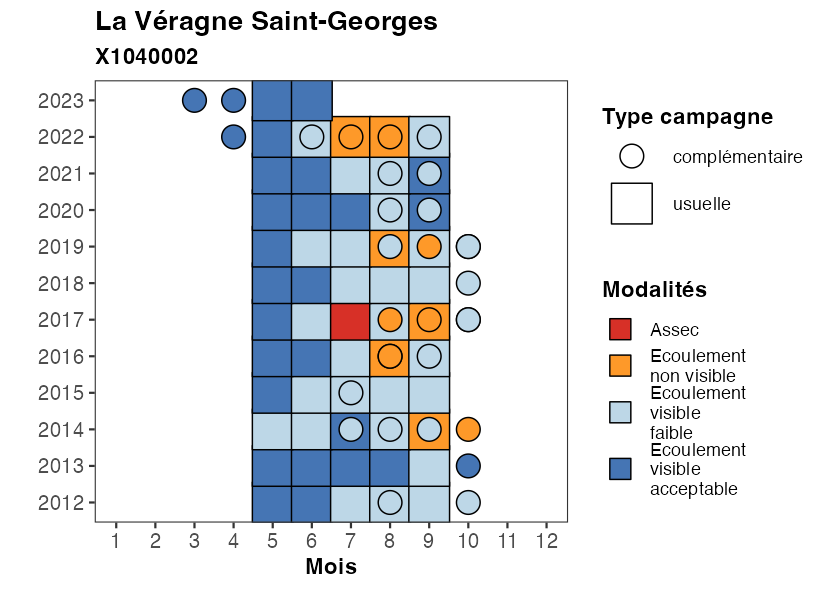 La Véragne Saint-Georges
X1040002
2023
2022
2021
2020
2019
2018
2017
2016
2015
2014
2013
2012
1 2 3 4 5 6 7 8 9 10 11 12
Mois
Type campagne
complémentaire
usuelle
Modalités
Assec
Ecoulement
non visible
Ecoulement
visible
faible
Ecoulement
visible
acceptable